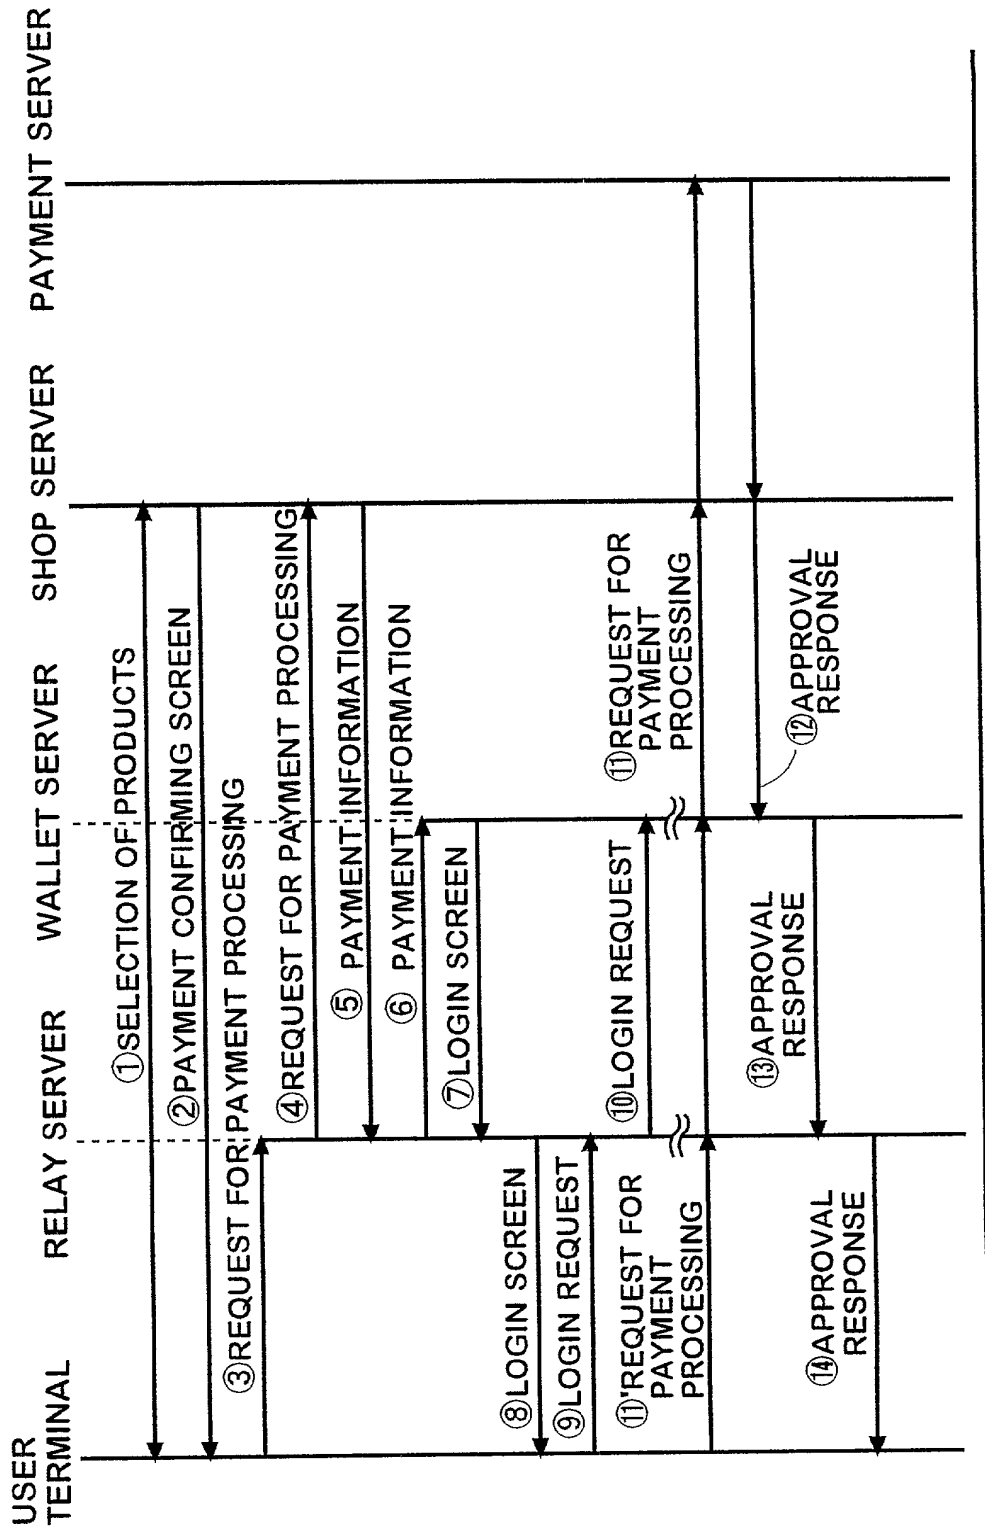 USER
TERMINAL
RELAY SERVER
WALLET SERVER
SHOP SERVER
PAYMENT SERVER
①SELECTION OF PRODUCTS
②PAYMENT CONFIRMING SCREEN
③REQUEST FOR PAYMENT PROCESSING
④REQUEST FOR PAYMENT PROCESSING
⑤ PAYMENT INFORMATION
⑥ PAYMENT INFORMATION
⑦LOGIN SCREEN
⑧LOGIN SCREEN
⑨LOGIN REQUEST
⑩LOGIN REQUEST
⑪'REQUEST FOR
PAYMENT
PROCESSING
⑪REQUEST FOR
PAYMENT
PROCESSING
⑫APPROVAL
RESPONSE
⑬APPROVAL
RESPONSE
⑭APPROVAL
RESPONSE